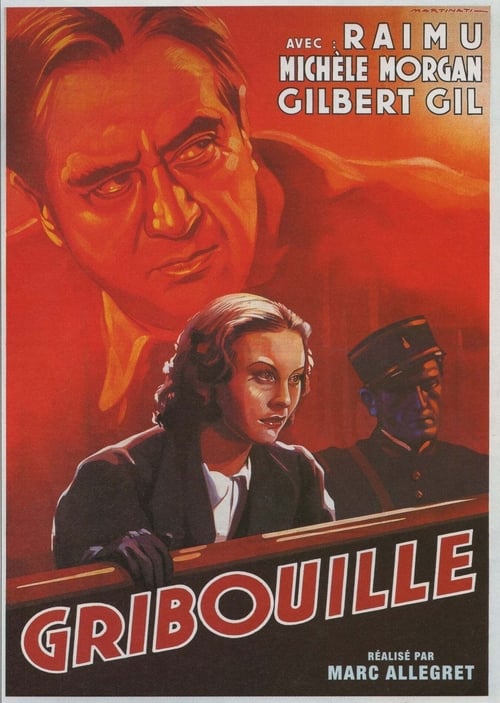 MARTINATI
AVEC : RAIMU
MICHÈLE MORGAN
GILBERT GIL
GRIBOUILLE
RÉALISÉ PAR
MARC ALLEGRET